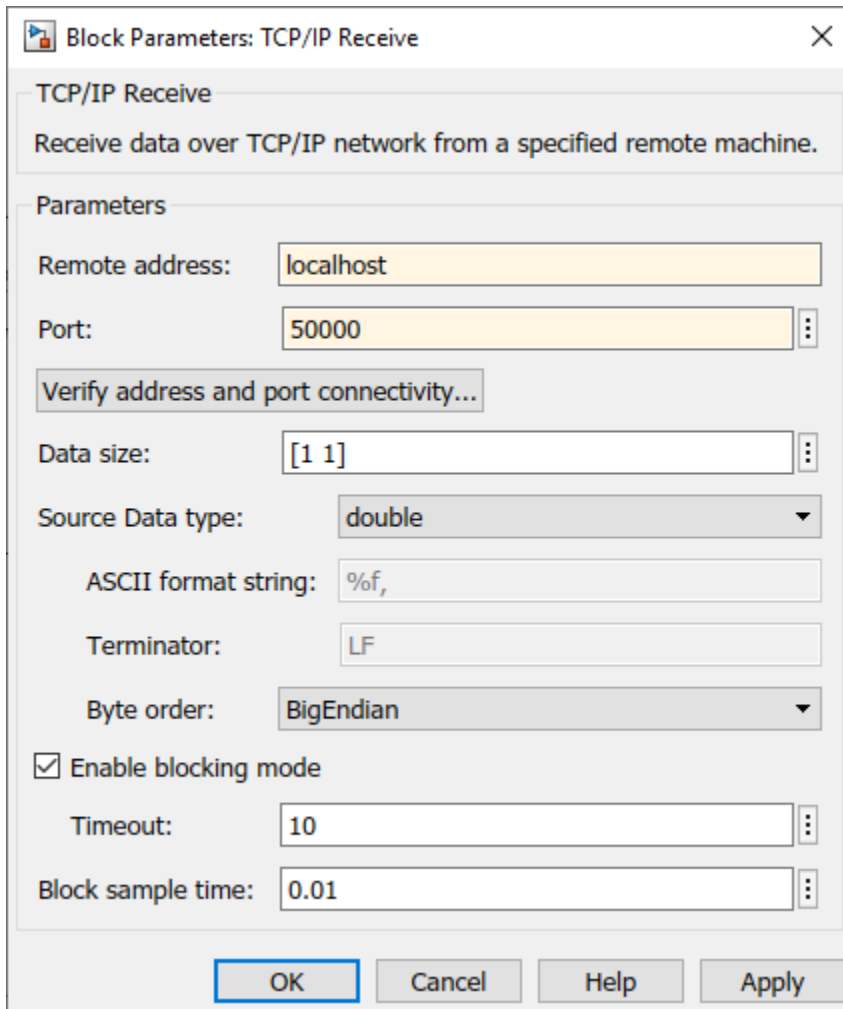 Block Parameters: TCP/IP Receive
TCP/IP Receive
Receive data over TCP/IP network from a specified remote machine.
Parameters
Remote address: localhost
Port: 50000
Verify address and port connectivity...
Data size: [1 1]
Source Data type: double
ASCII format string: %f,
Terminator: LF
Byte order: BigEndian
Enable blocking mode
Timeout: 10
Block sample time: 0.01
OK Cancel Help Apply